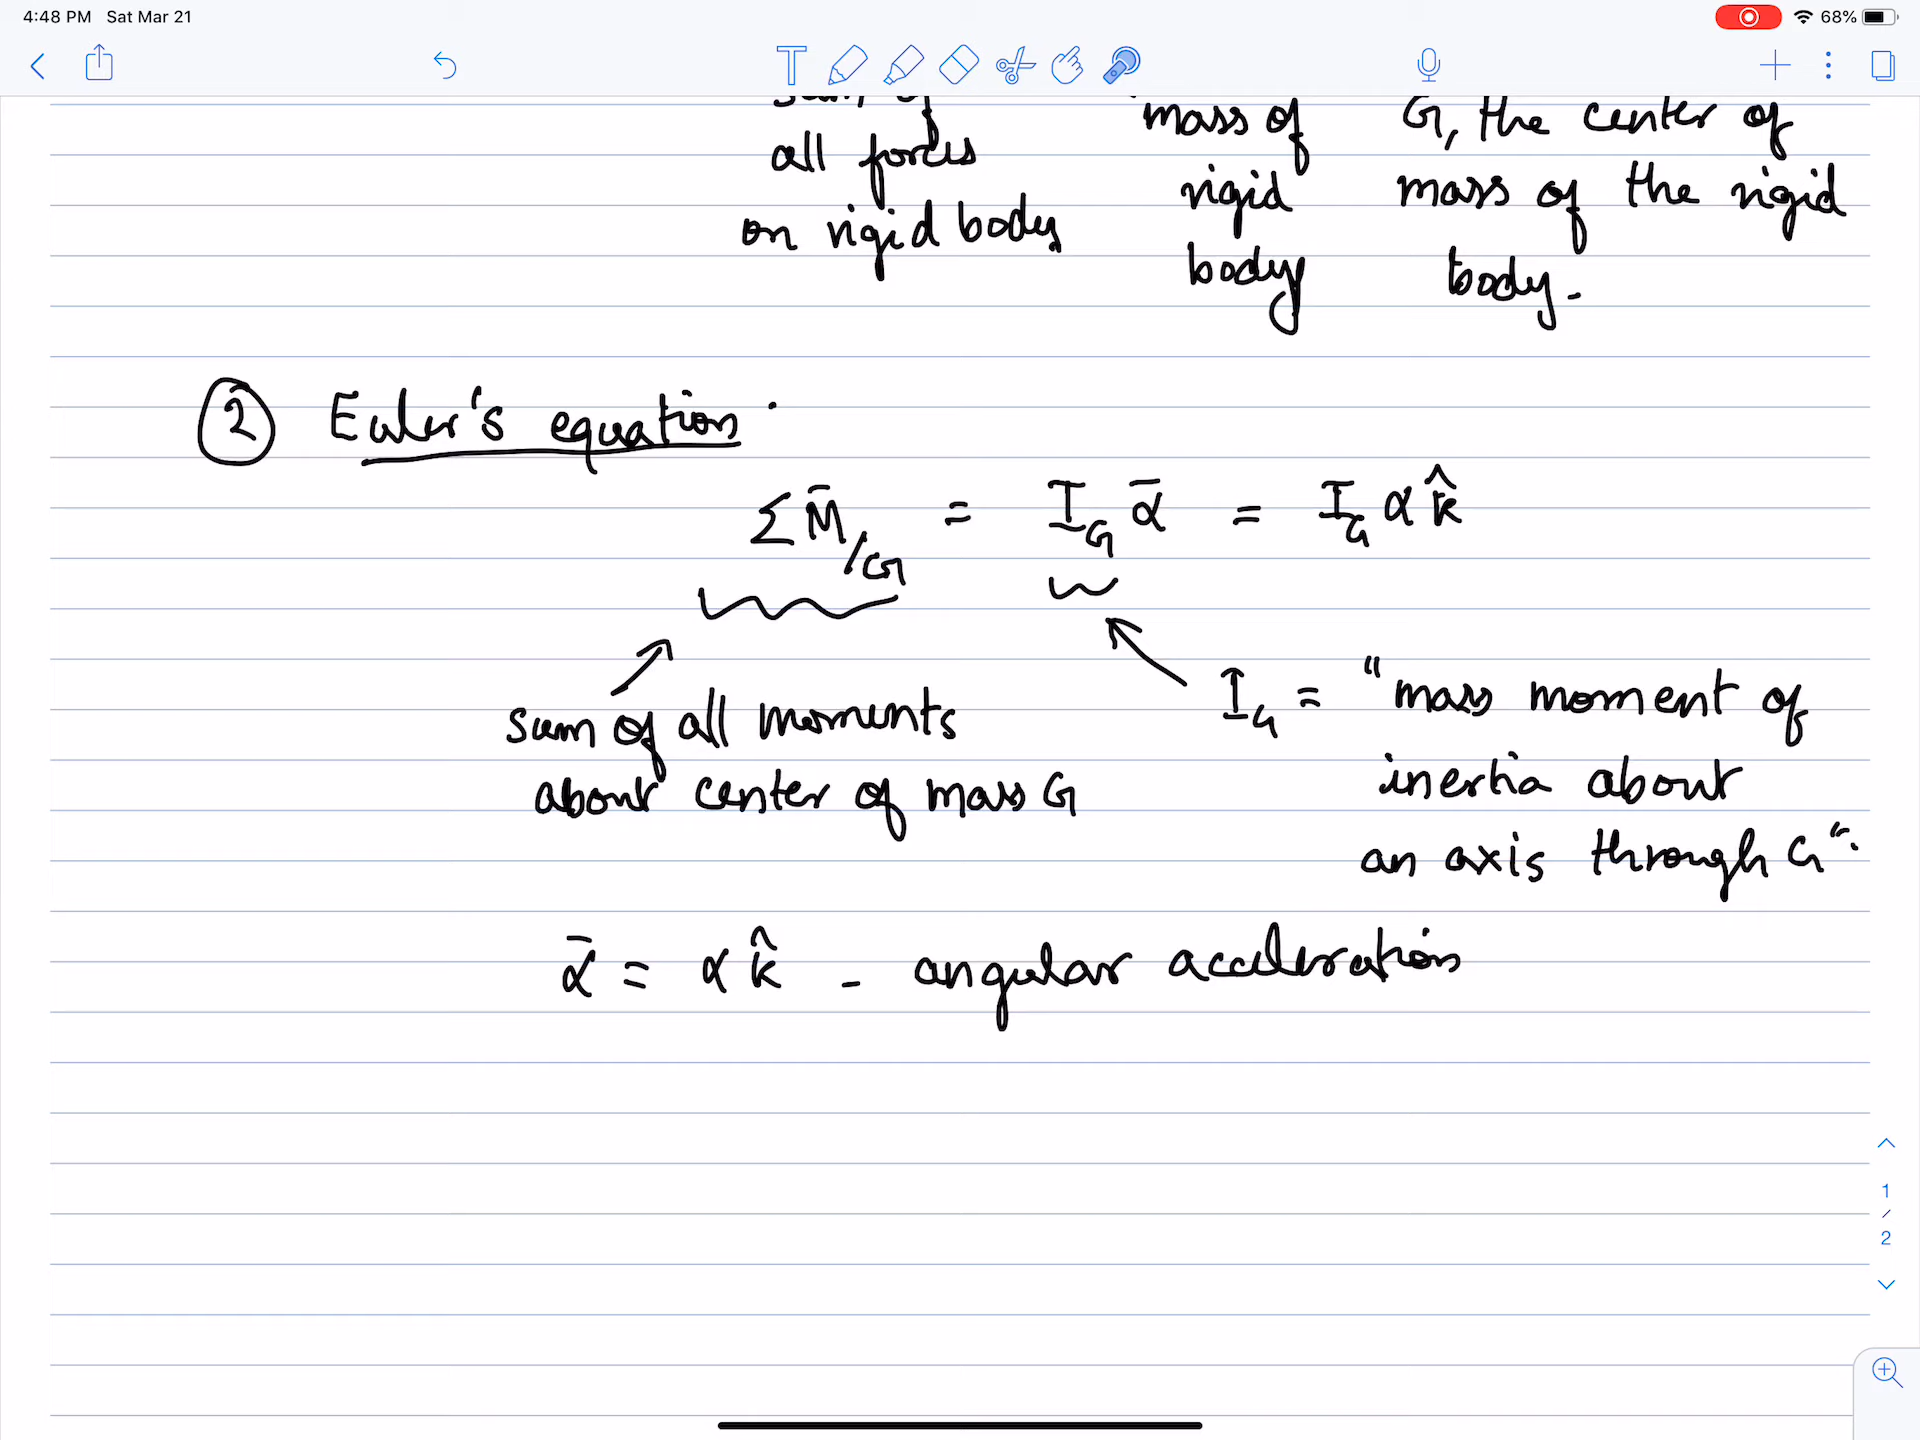 4:48 PM Sat Mar 21
68%
all forces
on rigid body
mass of
rigid
body
G, the center of
mass of the rigid
body.
2 Euler's equation
Σ M̄/G = I_G ᾱ = I_G α k̂
sum of all moments
about center of mass G
I_G = "mass moment of
inertia about
an axis through G".
ᾱ = α k̂ - angular acceleration
1
/
2